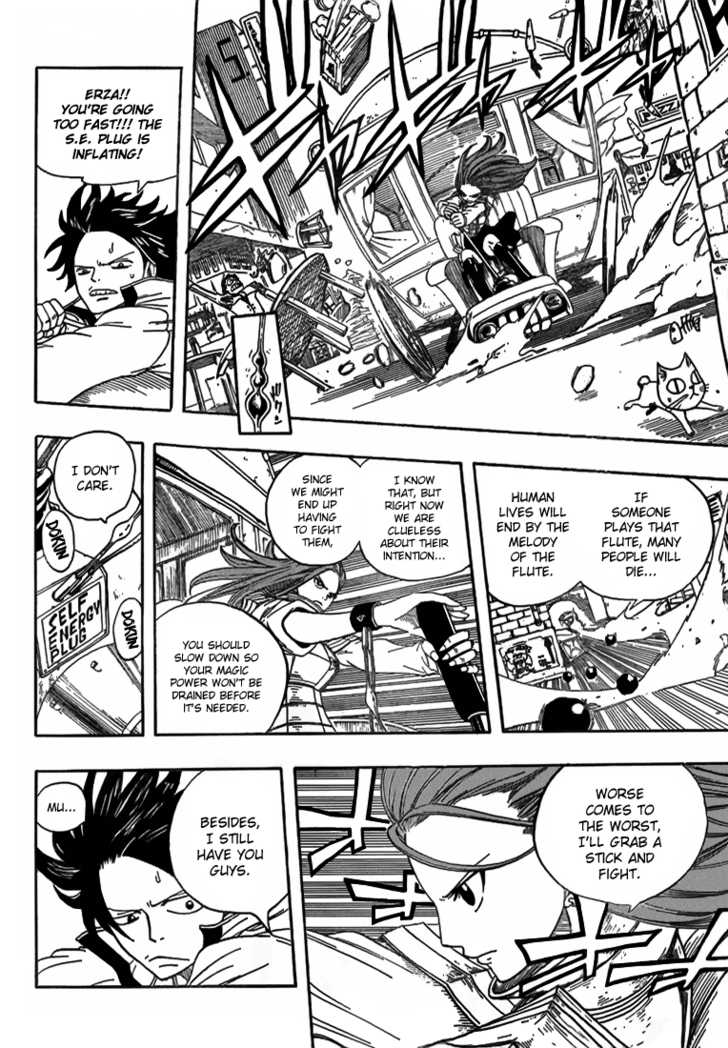 PIZZ
ドクン
ERZA!!
YOU'RE GOING
TOO FAST!!! THE
S.E. PLUG IS
INFLATING!
IF
SOMEONE
PLAYS THAT
FLUTE, MANY
PEOPLE WILL
DIE...
HUMAN
LIVES WILL
END BY THE
MELODY
OF THE
FLUTE.
I KNOW
THAT, BUT
RIGHT NOW
WE ARE
CLUELESS
ABOUT THEIR
INTENTION...
SINCE
WE MIGHT
END UP
HAVING
TO FIGHT
THEM,
YOU SHOULD
SLOW DOWN SO
YOUR MAGIC
POWER WON'T
BE DRAINED BEFORE
IT'S NEEDED.
I DON'T
CARE.
DOKUN
SELF
ENERGY
PLUG
DOKUN
WORSE
COMES TO
THE WORST,
I'LL GRAB A
STICK AND
FIGHT.
BESIDES,
I STILL
HAVE YOU
GUYS.
MU...